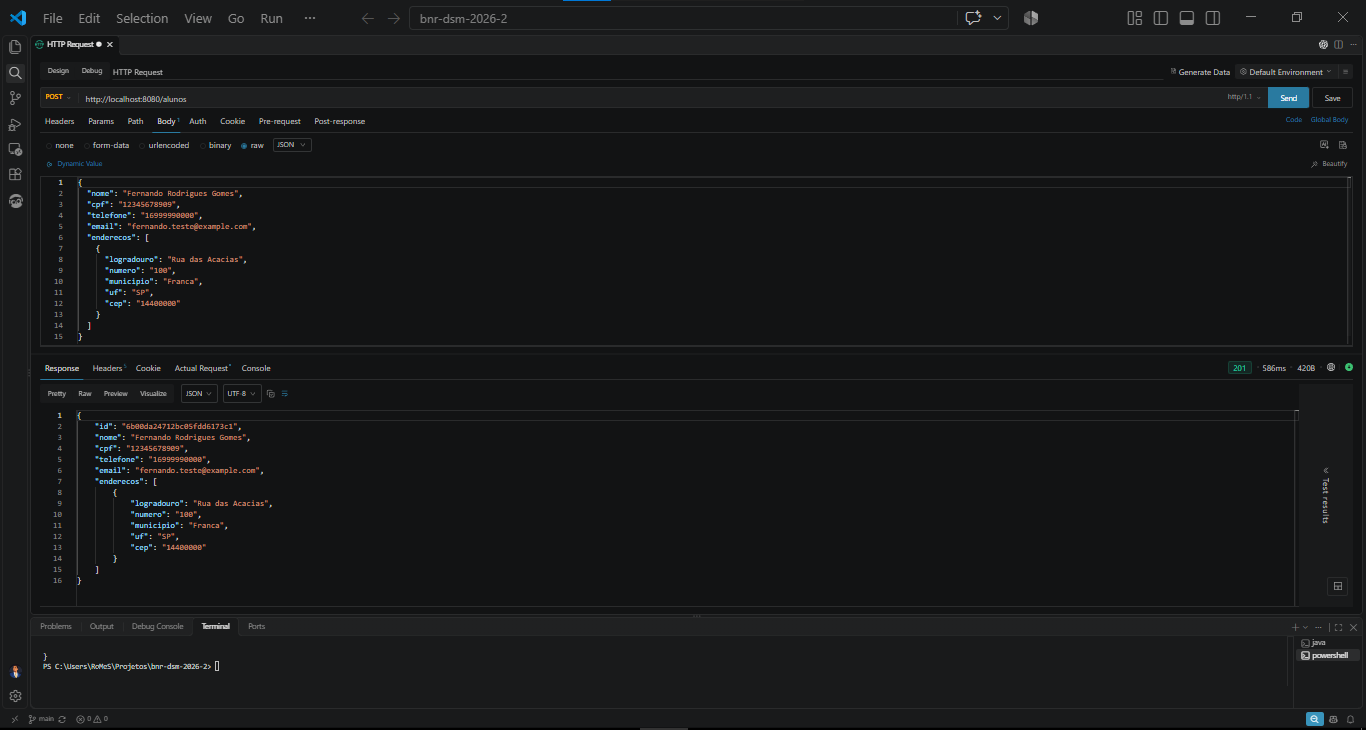 File Edit Selection View Go Run ··· bnr-dsm-2026-2
HTTP Request
Design Debug HTTP Request Generate Data Default Environment
POST http://localhost:8080/alunos http/1.1 Send Save
Headers Params Path Body 1 Auth Cookie Pre-request Post-response Code Global Body
none form-data urlencoded binary raw JSON
Dynamic Value Beautify
1 {
2 "nome": "Fernando Rodrigues Gomes",
3 "cpf": "12345678909",
4 "telefone": "16999990000",
5 "email": "fernando.teste@example.com",
6 "enderecos": [
7 {
8 "logradouro": "Rua das Acacias",
9 "numero": "100",
10 "municipio": "Franca",
11 "uf": "SP",
12 "cep": "14400000"
13 }
14 ]
15 }
Response Headers Cookie Actual Request Console 201 586ms 420B
Pretty Raw Preview Visualize JSON UTF-8
1 {
2 "id": "6b00da24712bc05fdd6173c1",
3 "nome": "Fernando Rodrigues Gomes",
4 "cpf": "12345678909",
5 "telefone": "16999990000",
6 "email": "fernando.teste@example.com",
7 "enderecos": [
8 {
9 "logradouro": "Rua das Acacias",
10 "numero": "100",
11 "municipio": "Franca",
12 "uf": "SP",
13 "cep": "14400000"
14 }
15 ]
16 }
Test results
Problems Output Debug Console Terminal Ports
}
PS C:\Users\RoMeS\Projetos\bnr-dsm-2026-2>
java
powershell
main 0 0